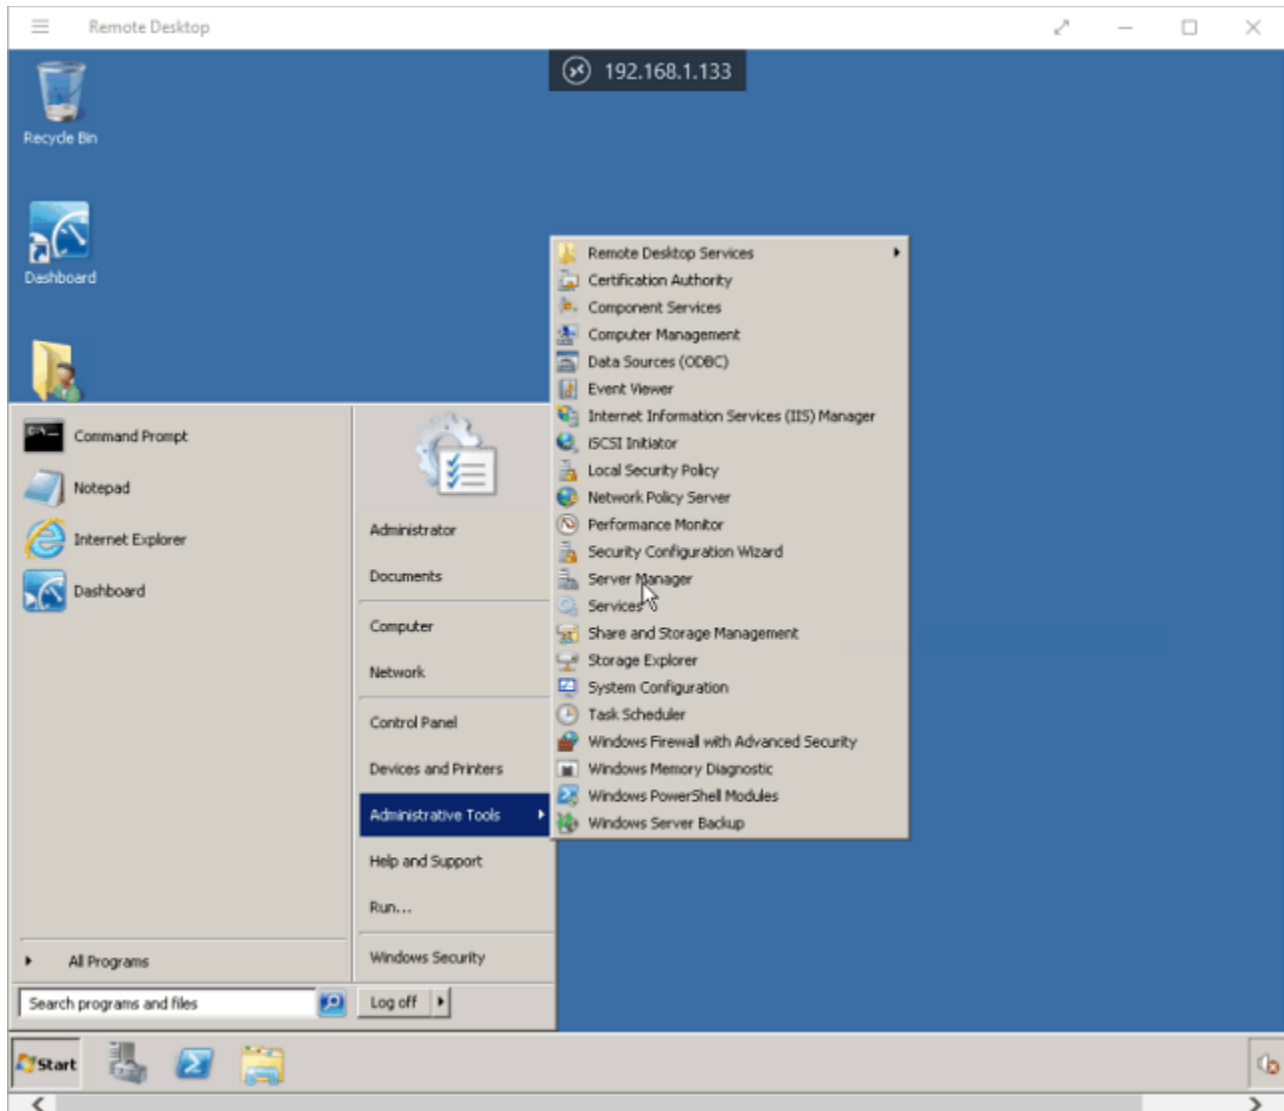 Remote Desktop
192.168.1.133
Recycle Bin
Dashboard
Command Prompt
Notepad
Internet Explorer
Dashboard
All Programs
Search programs and files
Administrator
Documents
Computer
Network
Control Panel
Devices and Printers
Administrative Tools
Help and Support
Run...
Windows Security
Log off
Remote Desktop Services
Certification Authority
Component Services
Computer Management
Data Sources (ODBC)
Event Viewer
Internet Information Services (IIS) Manager
iSCSI Initiator
Local Security Policy
Network Policy Server
Performance Monitor
Security Configuration Wizard
Server Manager
Services
Share and Storage Management
Storage Explorer
System Configuration
Task Scheduler
Windows Firewall with Advanced Security
Windows Memory Diagnostic
Windows PowerShell Modules
Windows Server Backup
Start